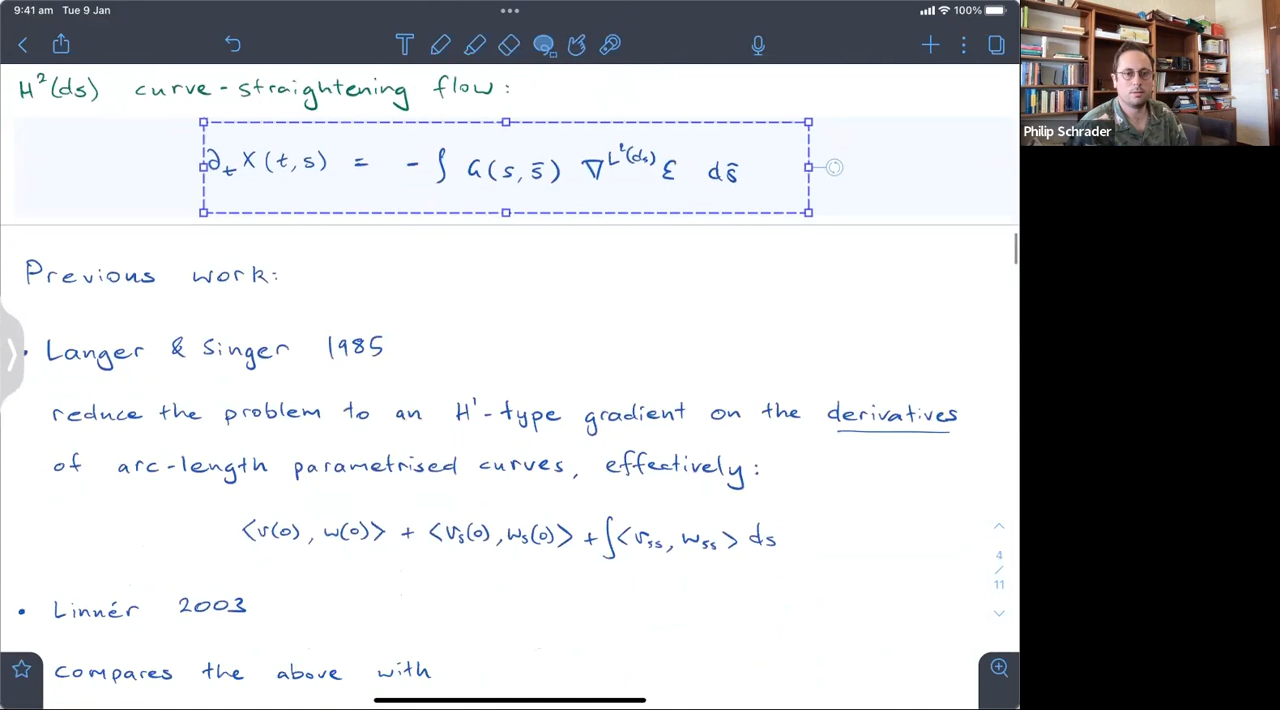 9:41 am Tue 9 Jan
100%
H²(ds) curve-straightening flow:
∂ₜ X(t,s) = - ∫ G(s, s̄) ∇^{L²(ds)} ℰ ds̄
Philip Schrader
Previous work:
• Langer & Singer 1985
reduce the problem to an H¹-type gradient on the derivatives
of arc-length parametrised curves, effectively:
⟨v(0), w(0)⟩ + ⟨vₛ(0), wₛ(0)⟩ + ∫⟨vₛₛ, wₛₛ⟩ ds
4
/
11
• Linnér 2003
compares the above with